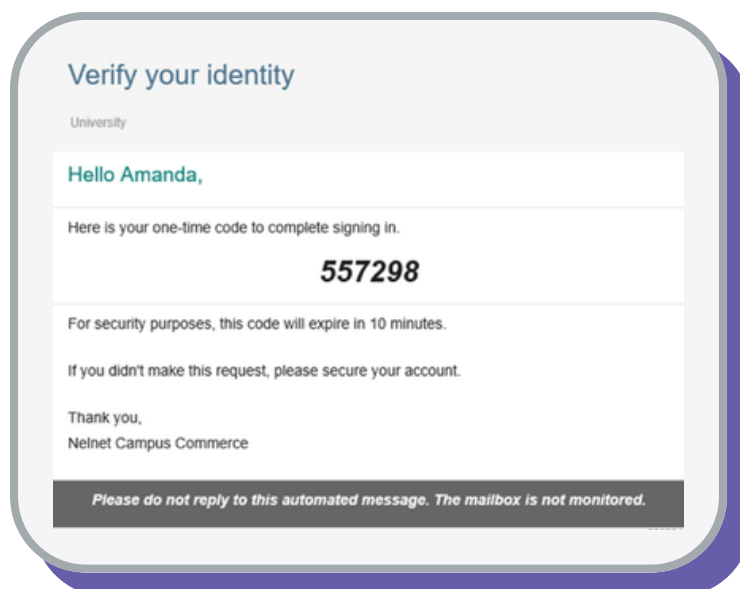 Verify your identity
University
Hello Amanda,
Here is your one-time code to complete signing in.
557298
For security purposes, this code will expire in 10 minutes.
If you didn't make this request, please secure your account.
Thank you,
Nelnet Campus Commerce
Please do not reply to this automated message. The mailbox is not monitored.